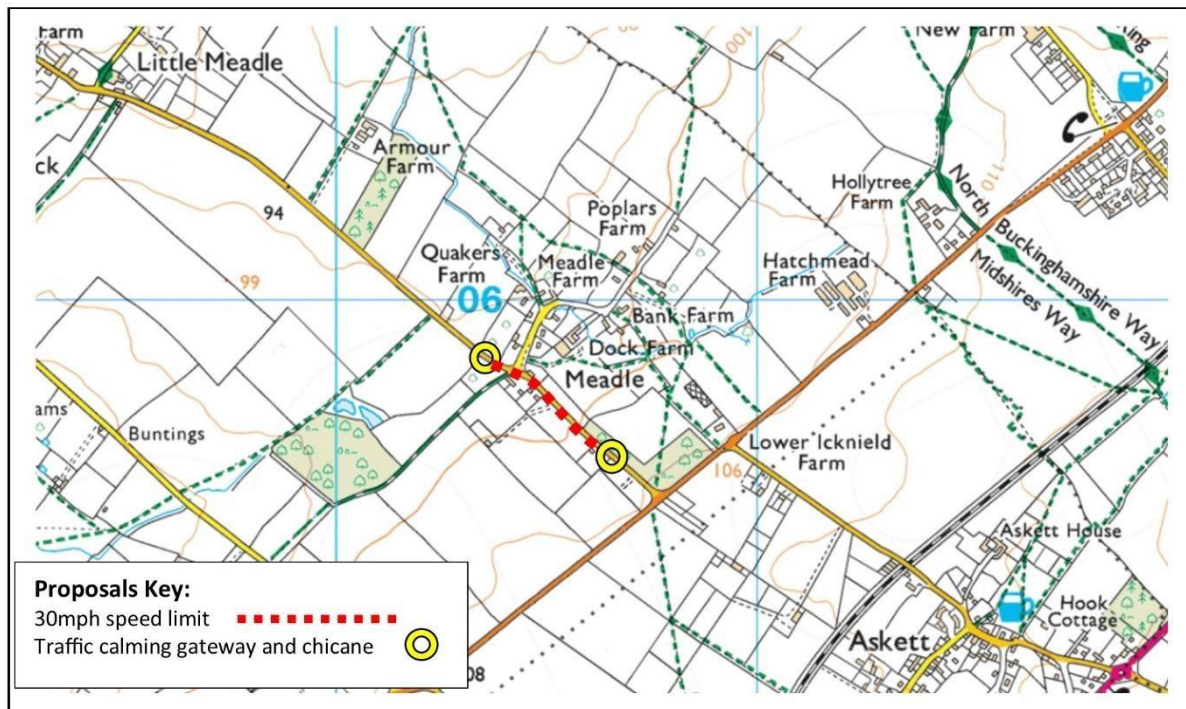 Farm
Little Meadle
ck
Armour
Farm
94
99
Quakers
Farm
06
Meadle
Farm
Poplars
Farm
Bank Farm
Dock Farm
Meadle
Hatchmead
Farm
Hollytree
Farm
New Farm
100
110
North Buckinghamshire Way
Midshires Way
Buntings
ams
Lower Icknield
Farm
106
Askett House
Hook
Cottage
Askett
08
Proposals Key:
30mph speed limit
Traffic calming gateway and chicane